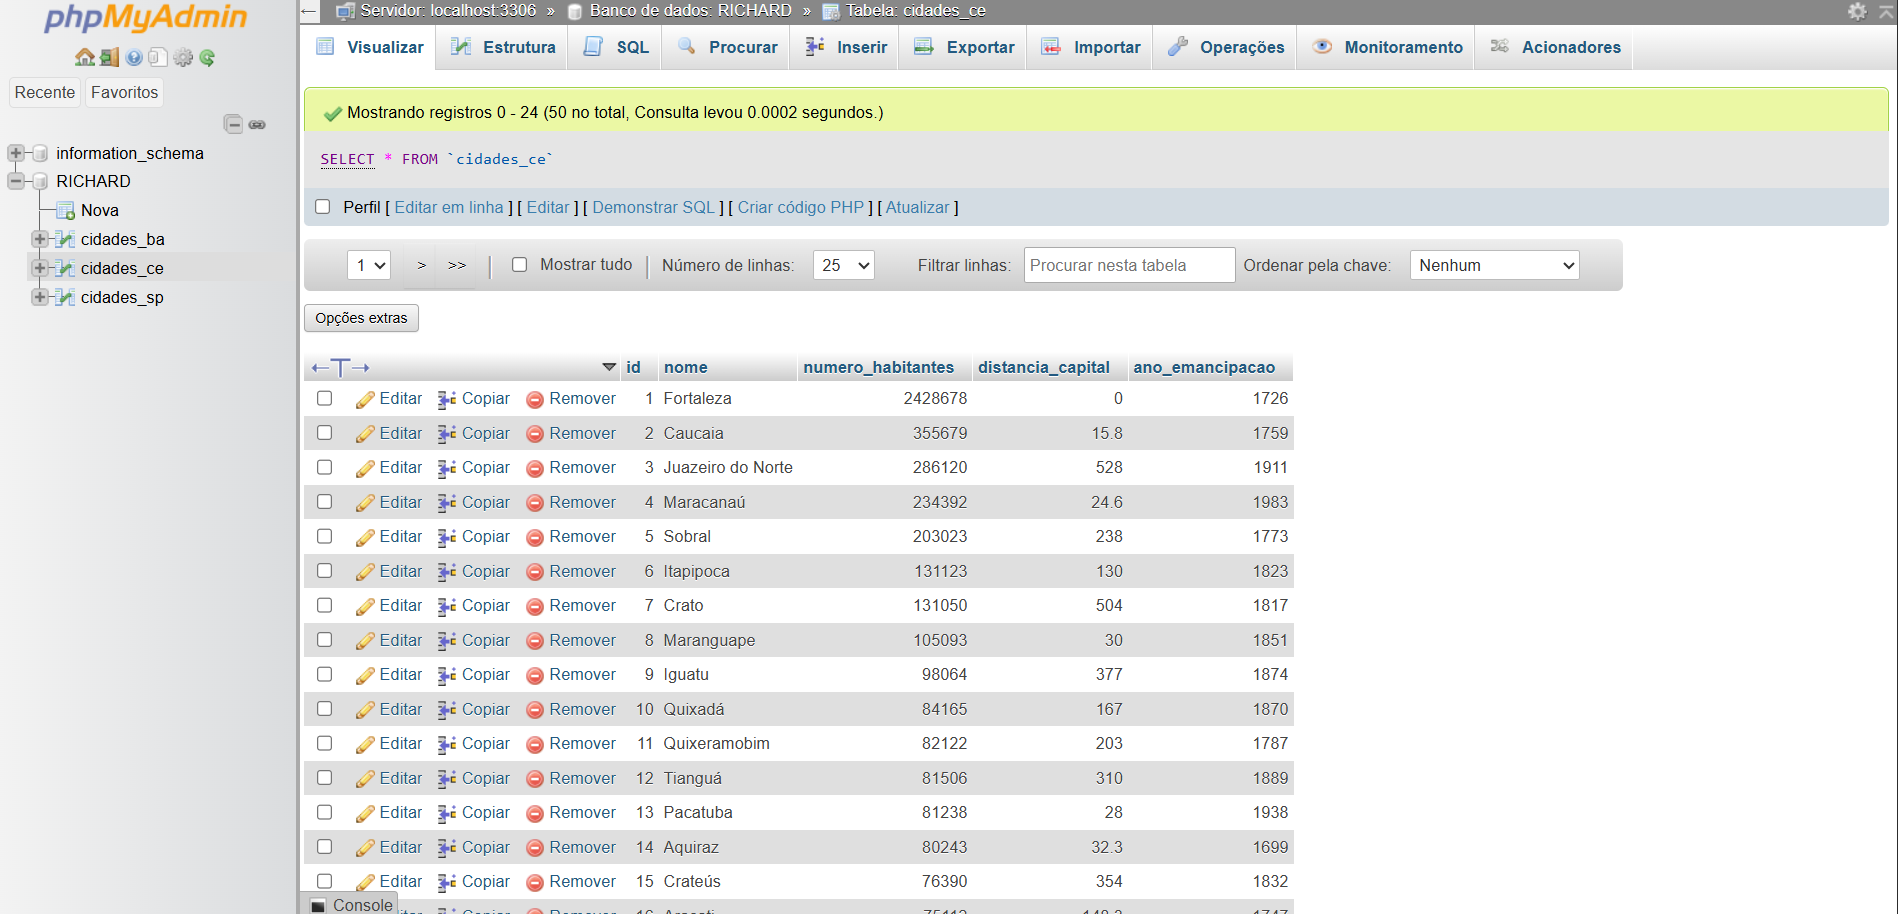 phpMyAdmin
Recente Favoritos
information_schema
RICHARD
Nova
cidades_ba
cidades_ce
cidades_sp
← Servidor: localhost:3306 » Banco de dados: RICHARD » Tabela: cidades_ce
Visualizar Estrutura SQL Procurar Inserir Exportar Importar Operações Monitoramento Acionadores
Mostrando registros 0 - 24 (50 no total, Consulta levou 0.0002 segundos.)
SELECT * FROM `cidades_ce`
Perfil [ Editar em linha ] [ Editar ] [ Demonstrar SQL ] [ Criar código PHP ] [ Atualizar ]
1 > >> | Mostrar tudo | Número de linhas: 25 Filtrar linhas: Procurar nesta tabela Ordenar pela chave: Nenhum
Opções extras
←T→ id nome numero_habitantes distancia_capital ano_emancipacao
Editar Copiar Remover 1 Fortaleza 2428678 0 1726
Editar Copiar Remover 2 Caucaia 355679 15.8 1759
Editar Copiar Remover 3 Juazeiro do Norte 286120 528 1911
Editar Copiar Remover 4 Maracanaú 234392 24.6 1983
Editar Copiar Remover 5 Sobral 203023 238 1773
Editar Copiar Remover 6 Itapipoca 131123 130 1823
Editar Copiar Remover 7 Crato 131050 504 1817
Editar Copiar Remover 8 Maranguape 105093 30 1851
Editar Copiar Remover 9 Iguatu 98064 377 1874
Editar Copiar Remover 10 Quixadá 84165 167 1870
Editar Copiar Remover 11 Quixeramobim 82122 203 1787
Editar Copiar Remover 12 Tianguá 81506 310 1889
Editar Copiar Remover 13 Pacatuba 81238 28 1938
Editar Copiar Remover 14 Aquiraz 80243 32.3 1699
Editar Copiar Remover 15 Crateús 76390 354 1832
Console